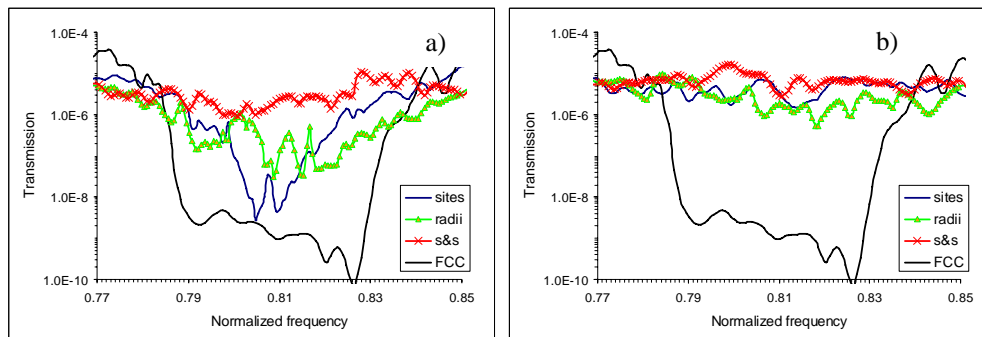 a)
1.0E-4
1.0E-6
1.0E-8
1.0E-10
Transmission
0.77 0.79 0.81 0.83 0.85
Normalized frequency
sites
radii
s&s
FCC
b)
1.0E-4
1.0E-6
1.0E-8
1.0E-10
Transmission
0.77 0.79 0.81 0.83 0.85
Normalized frequency
sites
radii
s&s
FCC